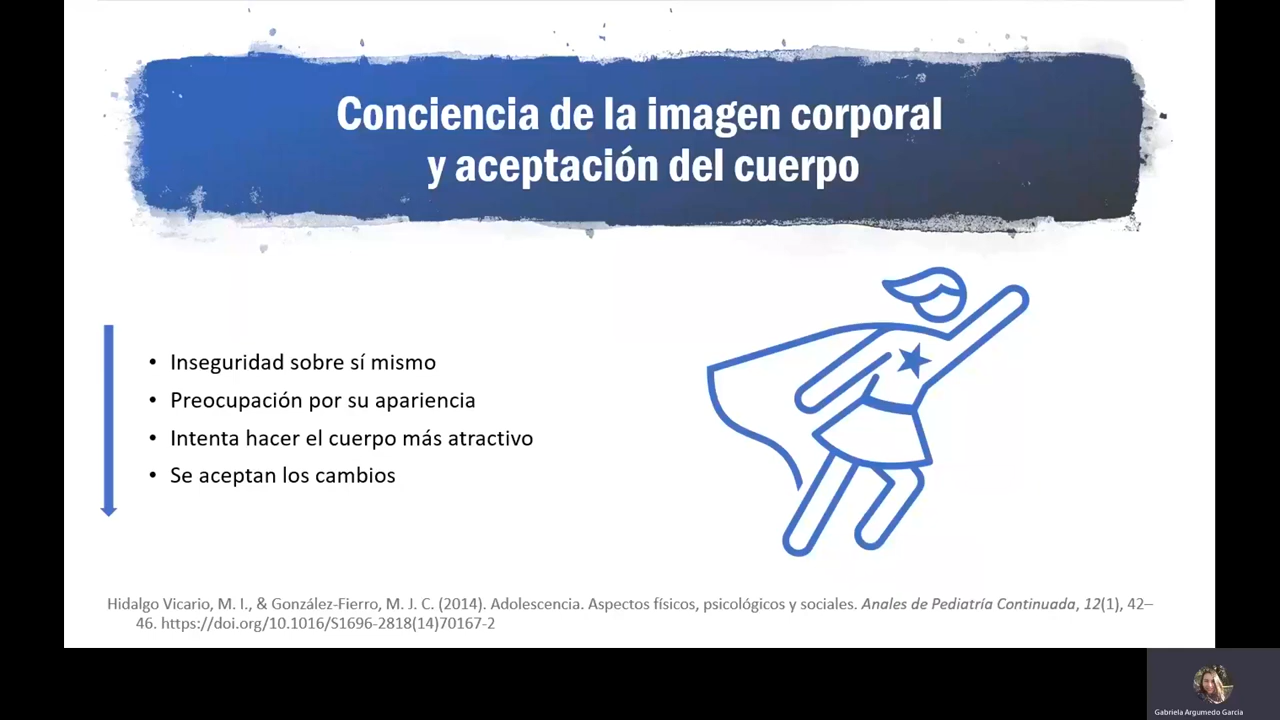 Conciencia de la imagen corporal
y aceptación del cuerpo
• Inseguridad sobre sí mismo
• Preocupación por su apariencia
• Intenta hacer el cuerpo más atractivo
• Se aceptan los cambios
Hidalgo Vicario, M. I., & González-Fierro, M. J. C. (2014). Adolescencia. Aspectos físicos, psicológicos y sociales. Anales de Pediatría Continuada, 12(1), 42–
46. https://doi.org/10.1016/S1696-2818(14)70167-2
Gabriela Argumedo García